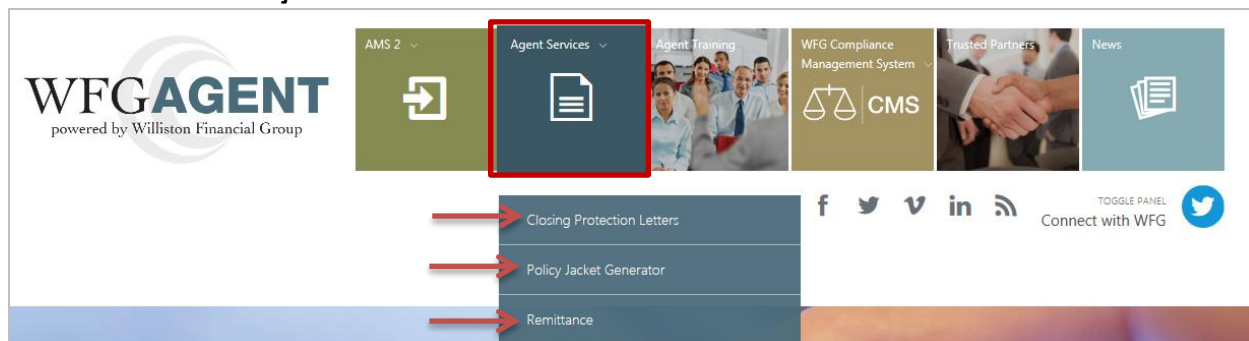 j
AMS 2
Agent Services
Agent Training
WFG Compliance
Management System
Trusted Partners
News
WFGAGENT
powered by Williston Financial Group
CMS
Closing Protection Letters
TOGGLE PANEL
Connect with WFG
Policy Jacket Generator
Remittance